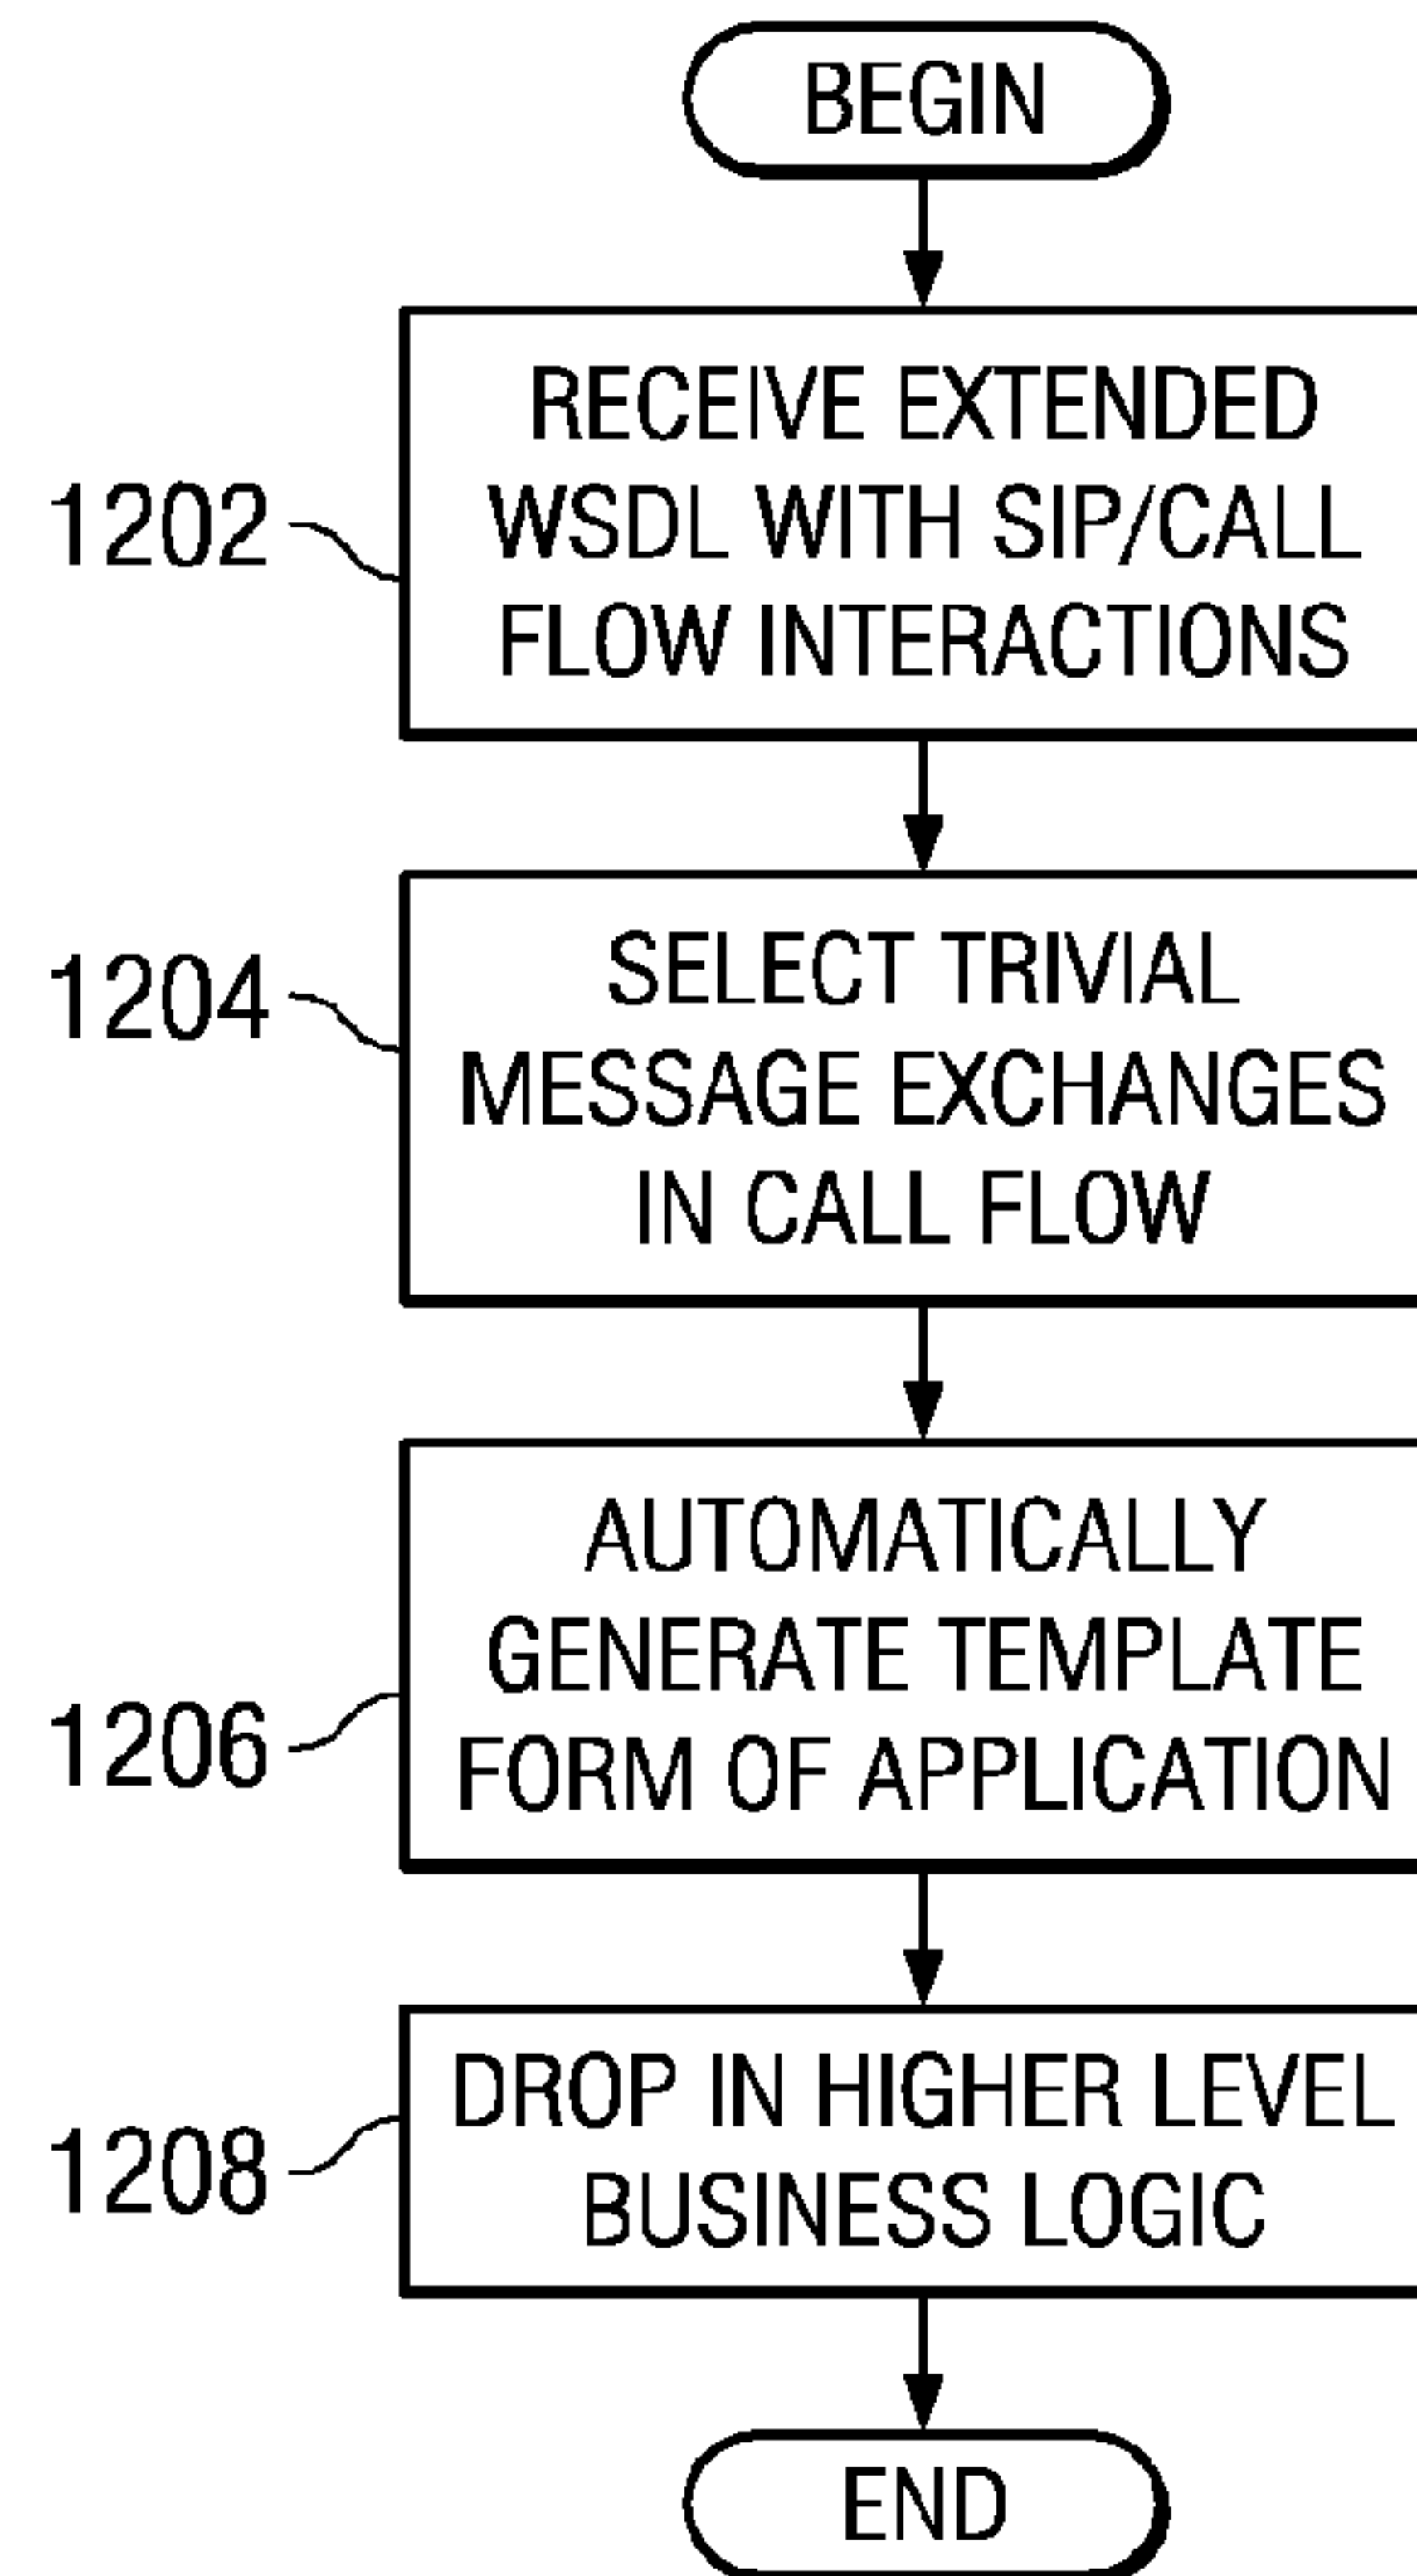 BEGIN
RECEIVE EXTENDED
WSDL WITH SIP/CALL
FLOW INTERACTIONS
1202
SELECT TRIVIAL
MESSAGE EXCHANGES
IN CALL FLOW
1204
AUTOMATICALLY
GENERATE TEMPLATE
FORM OF APPLICATION
1206
DROP IN HIGHER LEVEL
BUSINESS LOGIC
1208
END